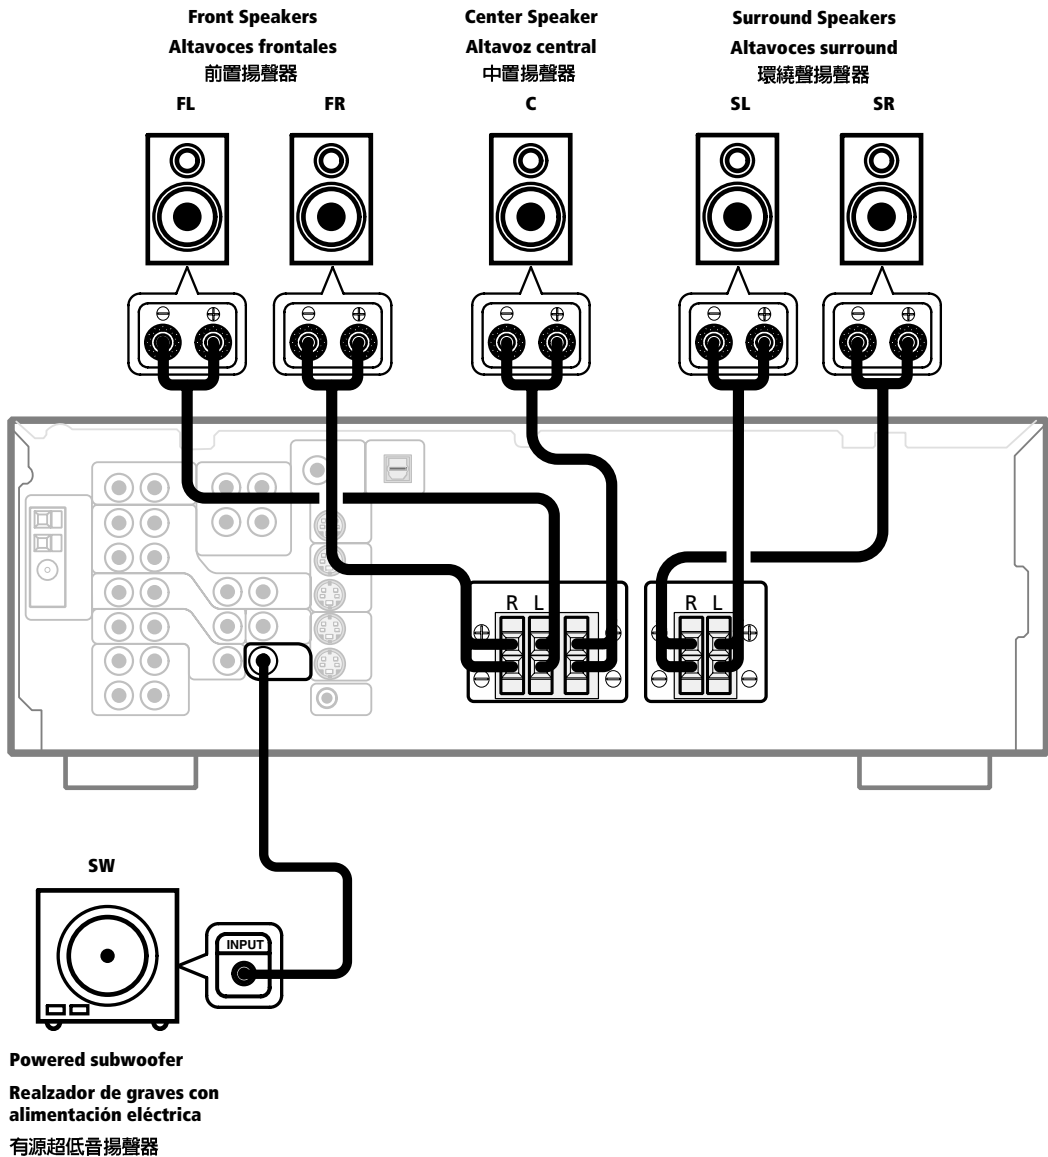 Front Speakers
Altavoces frontales
前置揚聲器
Center Speaker
Altavoz central
中置揚聲器
Surround Speakers
Altavoces surround
環繞聲揚聲器
FL
FR
C
SL
SR
R L
R L
SW
INPUT
Powered subwoofer
Realzador de graves con
alimentación eléctrica
有源超低音揚聲器